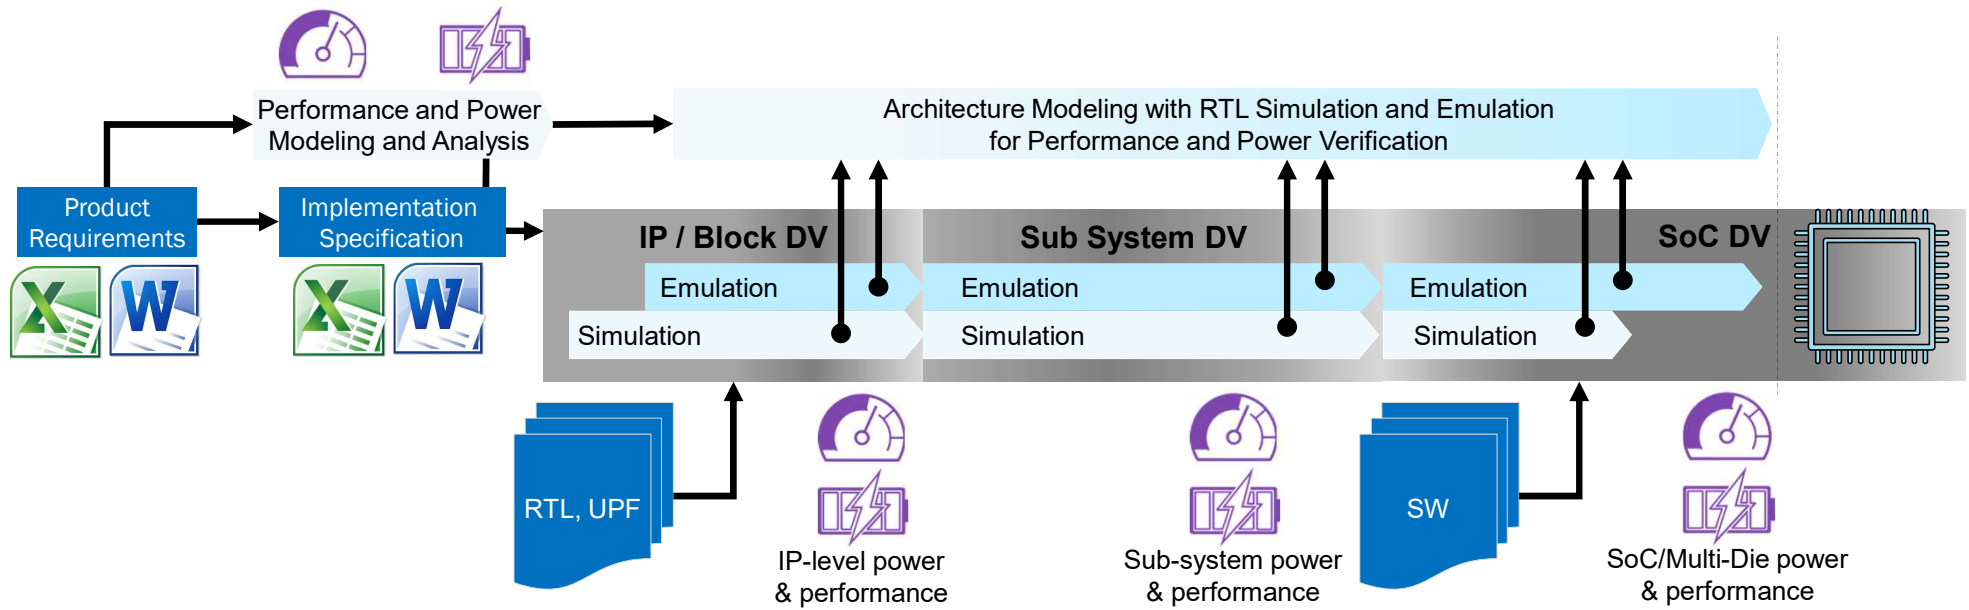 Performance and Power
Modeling and Analysis
Architecture Modeling with RTL Simulation and Emulation
for Performance and Power Verification
Product
Requirements
Implementation
Specification
IP / Block DV
Sub System DV
SoC DV
Emulation
Emulation
Emulation
Simulation
Simulation
Simulation
X
W
X
W
RTL, UPF
SW
IP-level power
& performance
Sub-system power
& performance
SoC/Multi-Die power
& performance